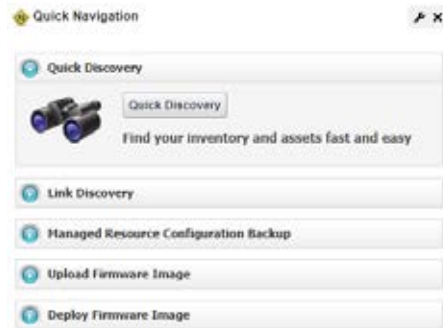 Quick Navigation
Quick Discovery
Quick Discovery
Find your inventory and assets fast and easy
Link Discovery
Managed Resource Configuration Backup
Upload Firmware Image
Deploy Firmware Image